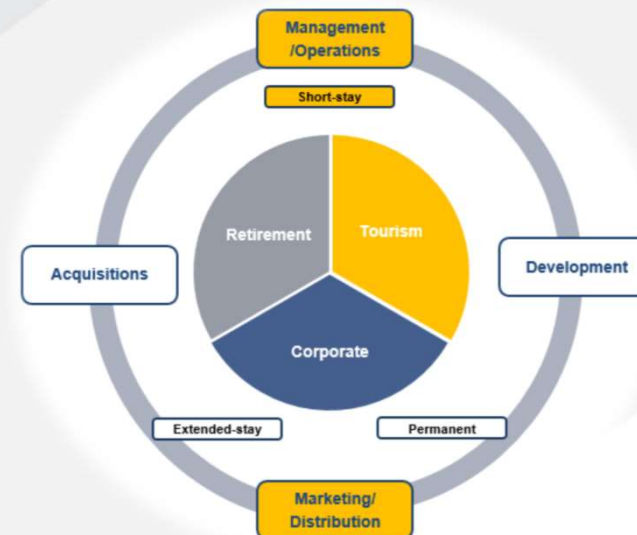 Management
/Operations
Short-stay
Retirement
Tourism
Acquisitions
Development
Corporate
Extended-stay
Permanent
Marketing/
Distribution